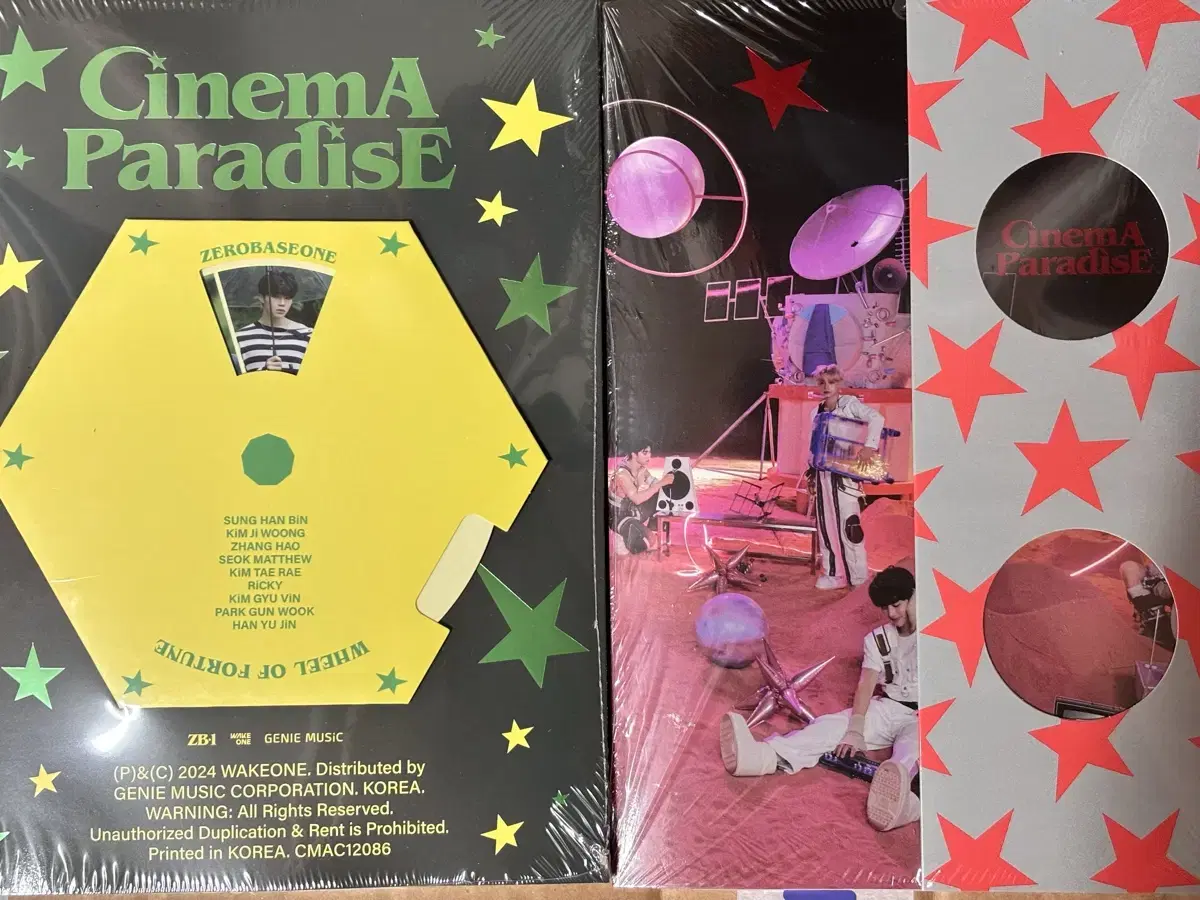 CinemA
ParadisE
ZEROBASEONE
SUNG HAN BiN
KiM Ji WOONG
ZHANG HAO
SEOK MATTHEW
KiM TAE RAE
RiCKY
KiM GYU ViN
PARK GUN WOOK
HAN YU JiN
WHEEL OF FORTUNE
ZB-1 WAKE ONE GENIE MUSiC
(P)&(C) 2024 WAKEONE. Distributed by
GENIE MUSIC CORPORATION. KOREA.
WARNING: All Rights Reserved.
Unauthorized Duplication & Rent is Prohibited.
Printed in KOREA. CMAC12086
CinemA
ParadisE